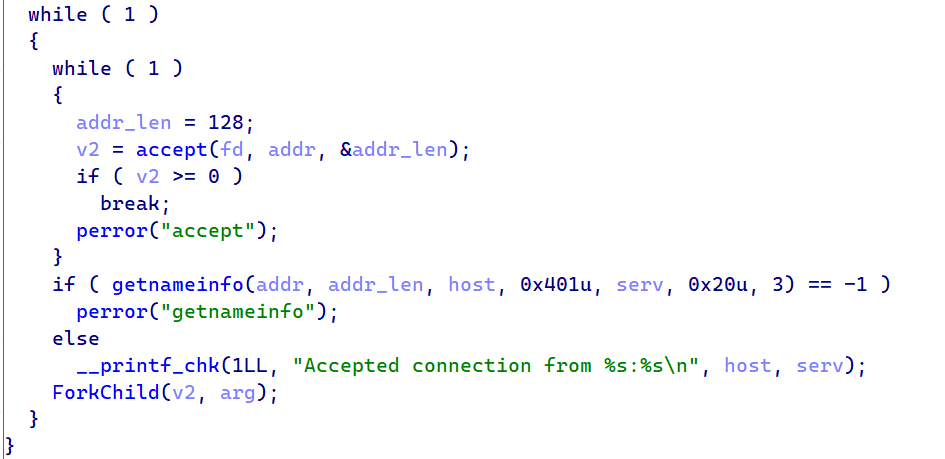 while ( 1 )
{
while ( 1 )
{
addr_len = 128;
v2 = accept(fd, addr, &addr_len);
if ( v2 >= 0 )
break;
perror("accept");
}
if ( getnameinfo(addr, addr_len, host, 0x401u, serv, 0x20u, 3) == -1 )
perror("getnameinfo");
else
__printf_chk(1LL, "Accepted connection from %s:%s\n", host, serv);
ForkChild(v2, arg);
}
}